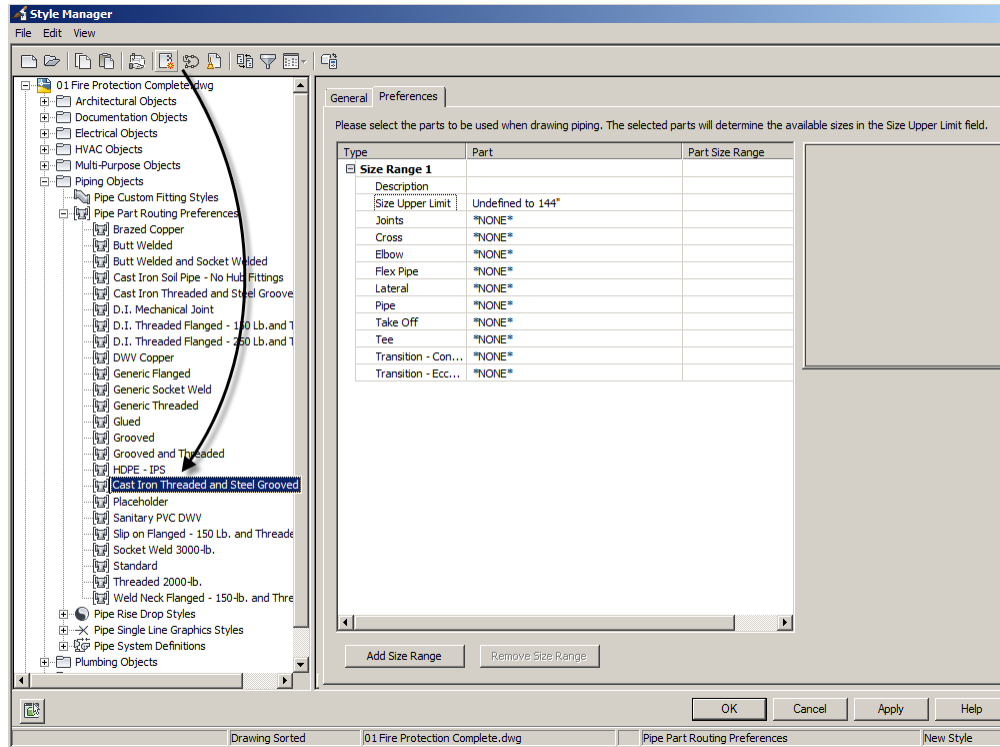 Style Manager
File Edit View
01 Fire Protection Complete.dwg
Architectural Objects
Documentation Objects
Electrical Objects
HVAC Objects
Multi-Purpose Objects
Piping Objects
Pipe Custom Fitting Styles
Pipe Part Routing Preferences
Brazed Copper
Butt Welded
Butt Welded and Socket Welded
Cast Iron Soil Pipe - No Hub Fittings
Cast Iron Threaded and Steel Groove
D.I. Mechanical Joint
D.I. Threaded Flanged - 150 Lb.and T
D.I. Threaded Flanged - 250 Lb.and T
DWV Copper
Generic Flanged
Generic Socket Weld
Generic Threaded
Glued
Grooved
Grooved and Threaded
HDPE - IPS
Cast Iron Threaded and Steel Grooved
Placeholder
Sanitary PVC DWV
Slip on Flanged - 150 Lb. and Threade
Socket Weld 3000-lb.
Standard
Threaded 2000-lb.
Weld Neck Flanged - 150-lb. and Thre
Pipe Rise Drop Styles
Pipe Single Line Graphics Styles
Pipe System Definitions
Plumbing Objects
General Preferences
Please select the parts to be used when drawing piping. The selected parts will determine the available sizes in the Size Upper Limit field.
Type Part Part Size Range
Size Range 1
Description
Size Upper Limit Undefined to 144"
Joints *NONE*
Cross *NONE*
Elbow *NONE*
Flex Pipe *NONE*
Lateral *NONE*
Pipe *NONE*
Take Off *NONE*
Tee *NONE*
Transition - Con... *NONE*
Transition - Ecc... *NONE*
Add Size Range Remove Size Range
OK Cancel Apply Help
Drawing Sorted 01 Fire Protection Complete.dwg Pipe Part Routing Preferences New Style